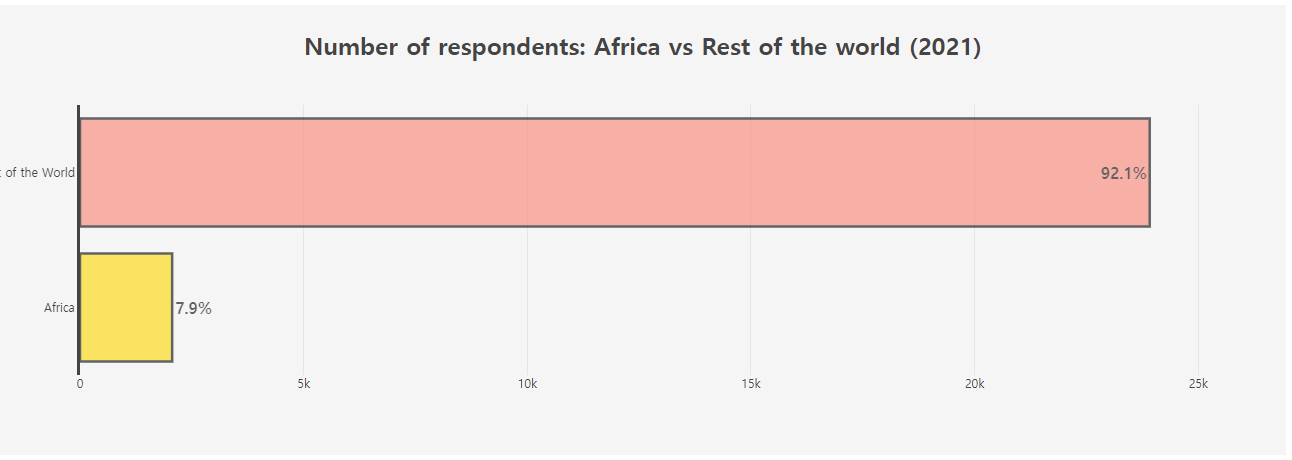 Number of respondents: Africa vs Rest of the world (2021)
of the World
92.1%
Africa
7.9%
0 5k 10k 15k 20k 25k